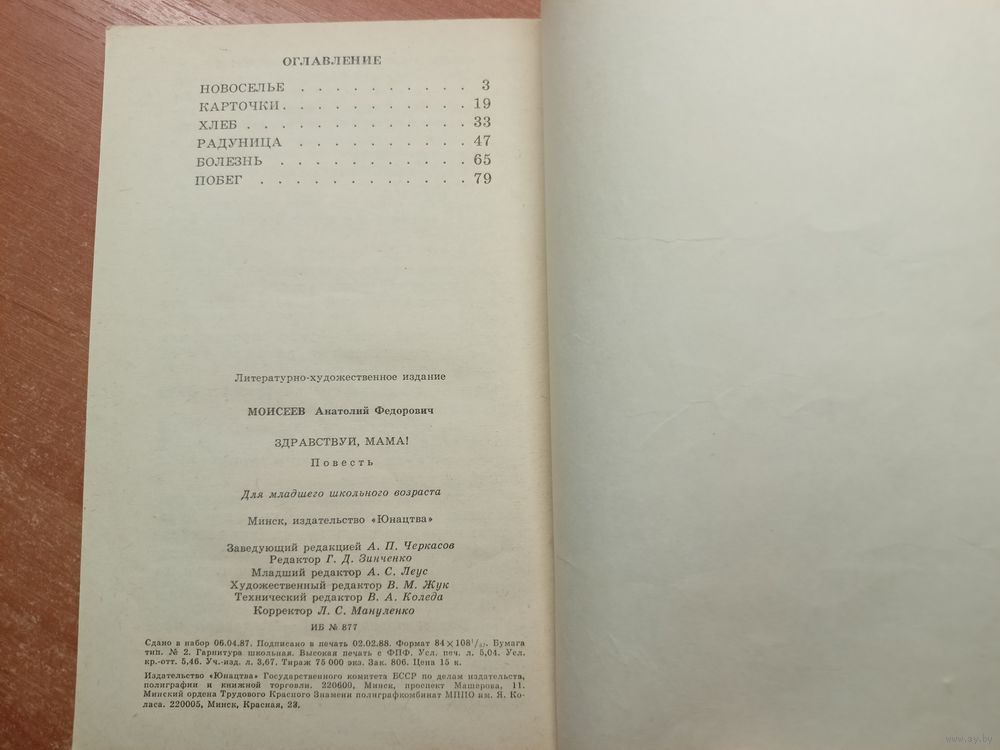 ОГЛАВЛЕНИЕ
НОВОСЕЛЬЕ . . . . . . . . . . 3
КАРТОЧКИ . . . . . . . . . . . 19
ХЛЕБ . . . . . . . . . . . . . 33
РАДУНИЦА . . . . . . . . . . 47
БОЛЕЗНЬ . . . . . . . . . . . 65
ПОБЕГ . . . . . . . . . . . . 79
Литературно-художественное издание
МОИСЕЕВ Анатолий Федорович
ЗДРАВСТВУЙ, МАМА!
Повесть
Для младшего школьного возраста
Минск, издательство «Юнацтва»
Заведующий редакцией А. П. Черкасов
Редактор Г. Д. Зинченко
Младший редактор А. С. Леус
Художественный редактор В. М. Жук
Технический редактор В. А. Коледа
Корректор Л. С. Мануленко
ИБ № 877
Сдано в набор 06.04.87. Подписано в печать 02.02.88. Формат 84×108¹/₃₂. Бумага
тип. № 2. Гарнитура школьная. Высокая печать с ФПФ. Усл. печ. л. 5,04. Усл.
кр.-отт. 5,46. Уч.-изд. л. 3,67. Тираж 75 000 экз. Зак. 806. Цена 15 к.
Издательство «Юнацтва» Государственного комитета БССР по делам издательств,
полиграфии и книжной торговли. 220600, Минск, проспект Машерова, 11.
Минский ордена Трудового Красного Знамени полиграфкомбинат МППО им. Я. Ко-
ласа. 220005, Минск, Красная, 23.
www.ay.by